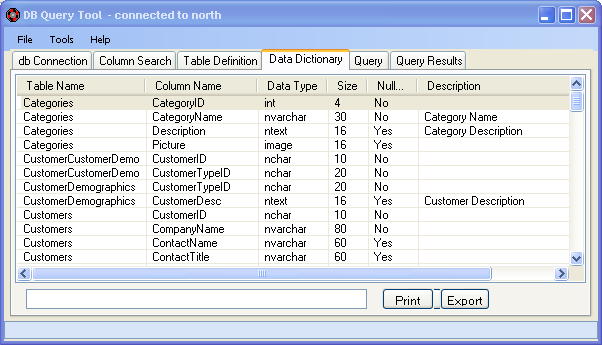 DB Query Tool - connected to north
File Tools Help
db Connection Column Search Table Definition Data Dictionary Query Query Results
Table Name Column Name Data Type Size Null... Description
Categories CategoryID int 4 No
Categories CategoryName nvarchar 30 No Category Name
Categories Description ntext 16 Yes Category Description
Categories Picture image 16 Yes
CustomerCustomerDemo CustomerID nchar 10 No
CustomerCustomerDemo CustomerTypeID nchar 20 No
CustomerDemographics CustomerTypeID nchar 20 No
CustomerDemographics CustomerDesc ntext 16 Yes Customer Description
Customers CustomerID nchar 10 No
Customers CompanyName nvarchar 80 No
Customers ContactName nvarchar 60 Yes
Customers ContactTitle nvarchar 60 Yes
Print Export